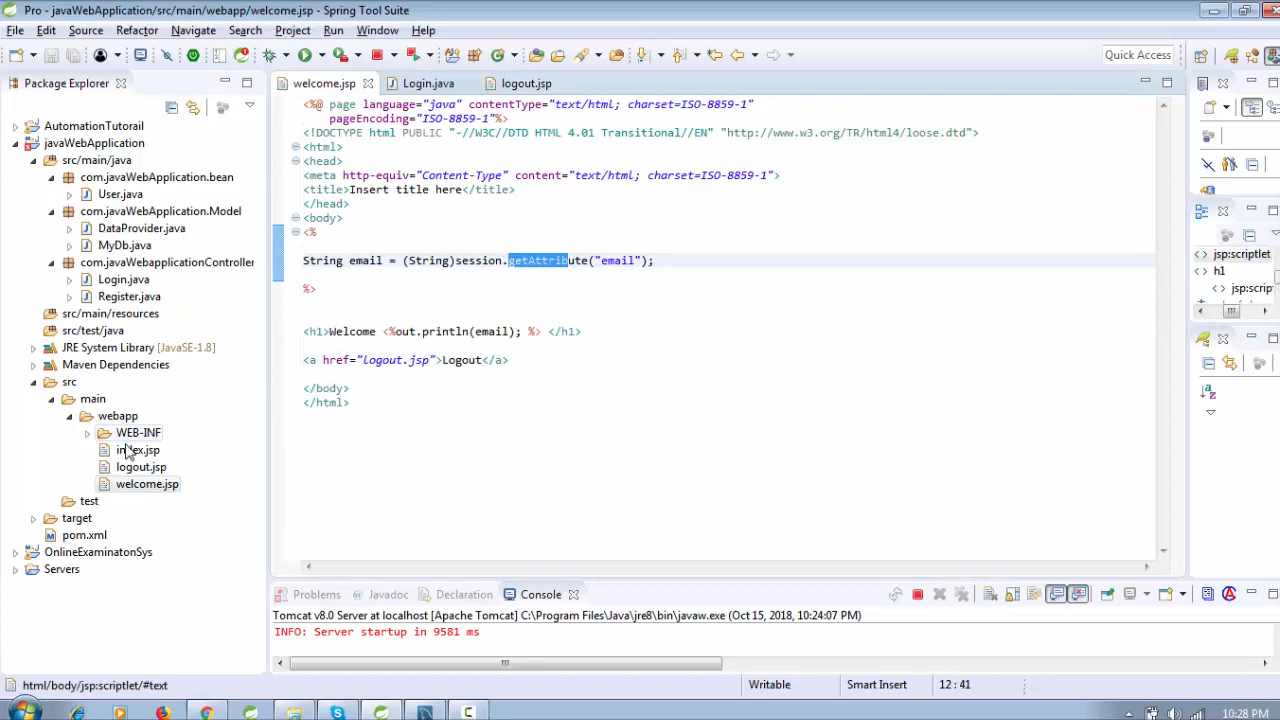 Pro - javaWebApplication/src/main/webapp/welcome.jsp - Spring Tool Suite
File Edit Source Refactor Navigate Search Project Run Window Help
Quick Access
Package Explorer
welcome.jsp Login.java logout.jsp
AutomationTutorail
javaWebApplication
src/main/java
com.javaWebApplication.bean
User.java
com.javaWebApplication.Model
DataProvider.java
MyDb.java
com.javaWebapplicationController
Login.java
Register.java
src/main/resources
src/test/java
JRE System Library [JavaSE-1.8]
Maven Dependencies
src
main
webapp
WEB-INF
index.jsp
logout.jsp
welcome.jsp
test
target
pom.xml
OnlineExaminatonSys
Servers
<%@ page language="java" contentType="text/html; charset=ISO-8859-1"
pageEncoding="ISO-8859-1"%>
<!DOCTYPE html PUBLIC "-//W3C//DTD HTML 4.01 Transitional//EN" "http://www.w3.org/TR/html4/loose.dtd">
<html>
<head>
<meta http-equiv="Content-Type" content="text/html; charset=ISO-8859-1">
<title>Insert title here</title>
</head>
<body>
<%
String email = (String)session.getAttribute("email");
%>
<h1>Welcome <%out.println(email); %> </h1>
<a href="logout.jsp">Logout</a>
</body>
</html>
jsp:scriptlet
h1
jsp:script
Problems Javadoc Declaration Console
Tomcat v8.0 Server at localhost [Apache Tomcat] C:\Program Files\Java\jre8\bin\javaw.exe (Oct 15, 2018, 10:24:07 PM)
INFO: Server startup in 9581 ms
html/body/jsp:scriptlet/#text
Writable
Smart Insert
12 : 41
10:28 PM